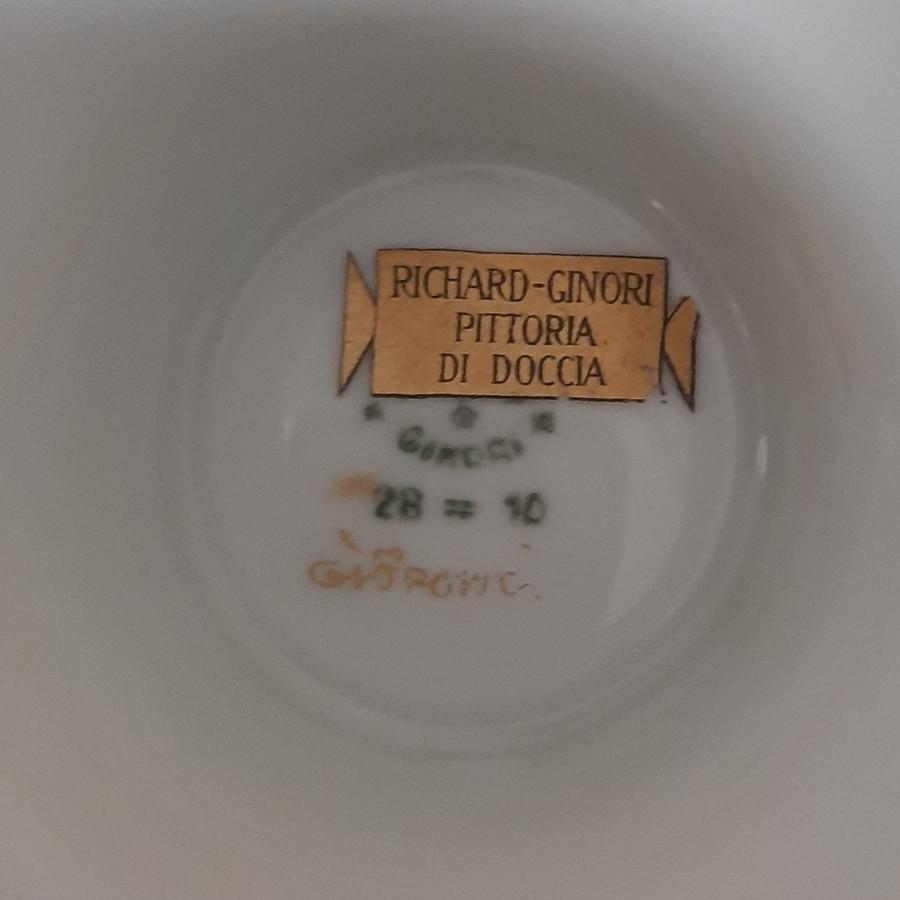 RICHARD-GINORI
PITTORIA
DI DOCCIA
GINORI
28 = 10